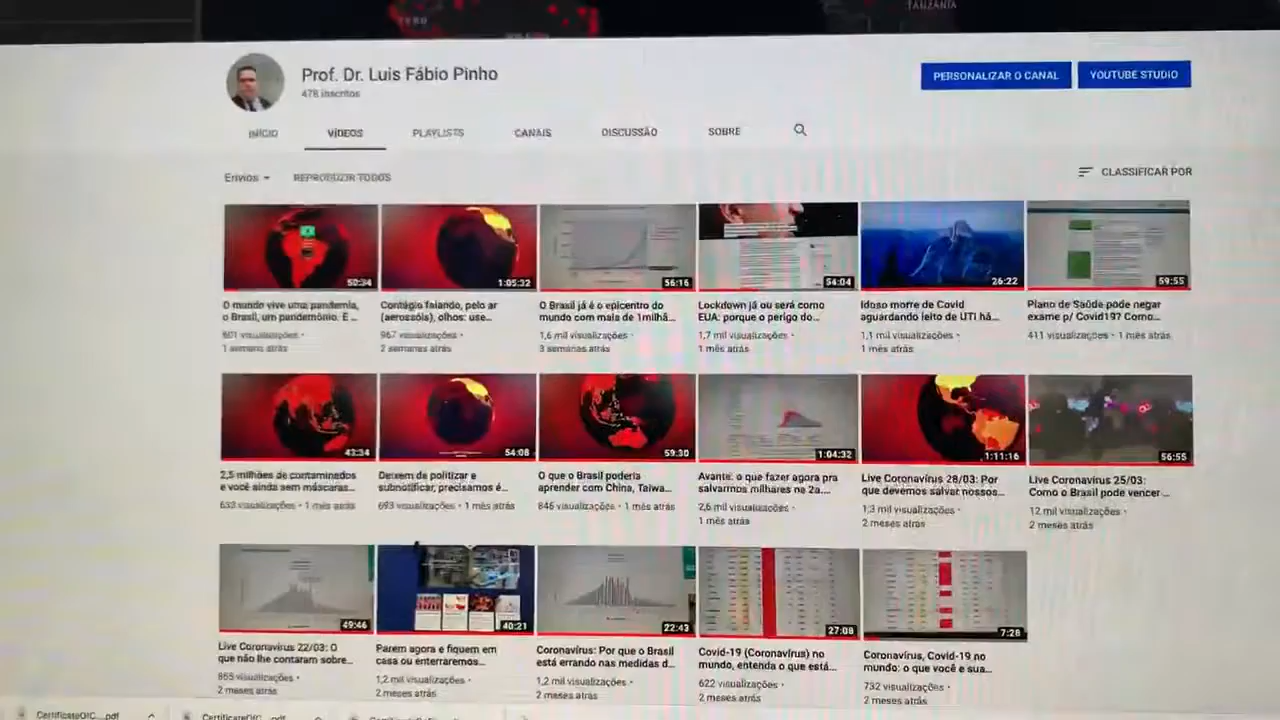 PERU
TANZANIA
Prof. Dr. Luis Fábio Pinho
478 inscritos
PERSONALIZAR O CANAL
YOUTUBE STUDIO
INÍCIO
VÍDEOS
PLAYLISTS
CANAIS
DISCUSSÃO
SOBRE
Envios
REPRODUZIR TODOS
CLASSIFICAR POR
50:34
1:05:32
56:16
54:04
26:22
59:55
O mundo vive uma pandemia,
o Brasil, um pandemônio. E ...
801 visualizações •
1 semana atrás
Contágio falando, pelo ar
(aerossóis), olhos: use...
967 visualizações •
2 semanas atrás
O Brasil já é o epicentro do
mundo com mais de 1milhã...
1,6 mil visualizações •
3 semanas atrás
Lockdown já ou será como
EUA: porque o perigo do...
1,7 mil visualizações •
1 mês atrás
Idoso morre de Covid
aguardando leito de UTI há...
1,1 mil visualizações •
1 mês atrás
Plano de Saúde pode negar
exame p/ Covid19? Como...
411 visualizações • 1 mês atrás
43:34
54:08
59:30
1:04:32
1:11:16
56:55
2,5 milhões de contaminados
e você ainda sem máscaras...
633 visualizações • 1 mês atrás
Deixem de politizar e
subnotificar, precisamos é...
693 visualizações • 1 mês atrás
O que o Brasil poderia
aprender com China, Taiwa...
846 visualizações • 1 mês atrás
Avante: o que fazer agora pra
salvarmos milhares na 2a....
2,6 mil visualizações •
1 mês atrás
Live Coronavírus 28/03: Por
que devemos salvar nossos...
1,3 mil visualizações •
2 meses atrás
Live Coronavirus 25/03:
Como o Brasil pode vencer...
12 mil visualizações •
2 meses atrás
49:46
40:21
22:43
27:08
7:28
Live Coronavírus 22/03: O
que não lhe contaram sobre...
865 visualizações •
2 meses atrás
Parem agora e fiquem em
casa ou enterraremos...
1,2 mil visualizações •
2 meses atrás
Coronavírus: Por que o Brasil
está errando nas medidas d...
1,2 mil visualizações •
2 meses atrás
Covid-19 (Coronavírus) no
mundo, entenda o que está...
622 visualizações •
2 meses atrás
Coronavírus, Covid-19 no
mundo: o que você e sua...
732 visualizações •
2 meses atrás
CertificateOfC....pdf
CertificateOfC....pdf